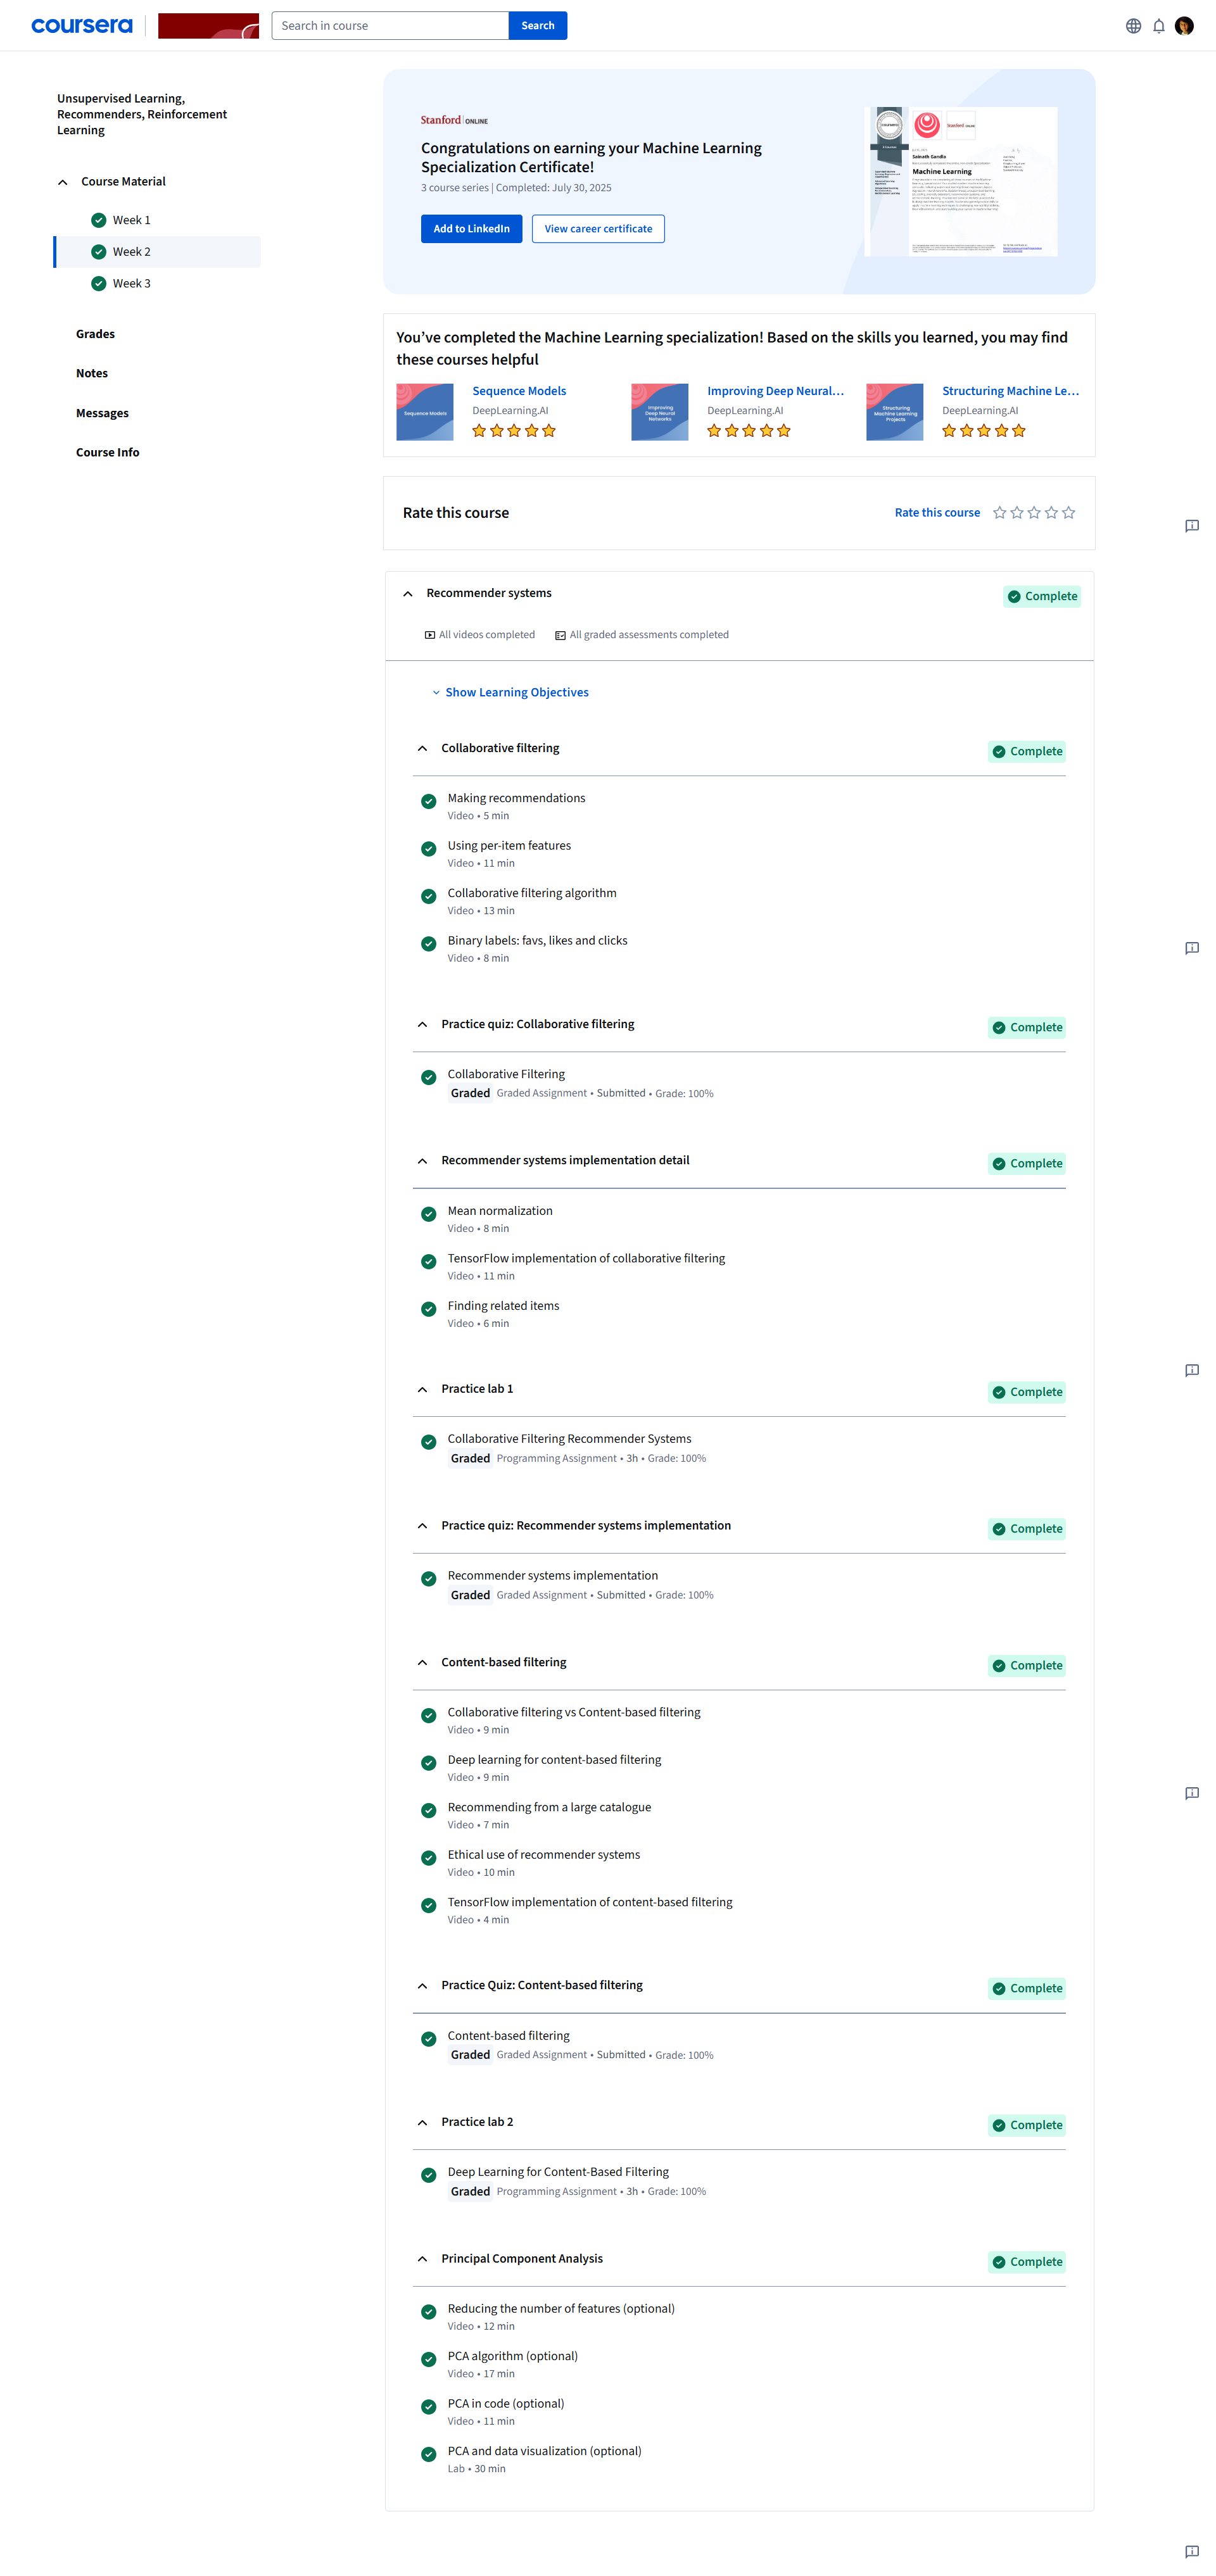 coursera
Search in course
Search
Unsupervised Learning,
Recommenders, Reinforcement
Learning
Course Material
Week 1
Week 2
Week 3
Grades
Notes
Messages
Course Info
Stanford | ONLINE
Congratulations on earning your Machine Learning
Specialization Certificate!
3 course series | Completed: July 30, 2025
Add to LinkedIn
View career certificate
Sainath Gandla
Machine Learning
You've completed the Machine Learning specialization! Based on the skills you learned, you may find
these courses helpful
Sequence Models
Sequence Models
DeepLearning.AI
Improving
Deep Neural
Networks
Improving Deep Neural...
DeepLearning.AI
Structuring
Machine Learning
Projects
Structuring Machine Le...
DeepLearning.AI
Rate this course
Rate this course
Recommender systems
Complete
All videos completed
All graded assessments completed
Show Learning Objectives
Collaborative filtering
Complete
Making recommendations
Video • 5 min
Using per-item features
Video • 11 min
Collaborative filtering algorithm
Video • 13 min
Binary labels: favs, likes and clicks
Video • 8 min
Practice quiz: Collaborative filtering
Complete
Collaborative Filtering
Graded Graded Assignment • Submitted • Grade: 100%
Recommender systems implementation detail
Complete
Mean normalization
Video • 8 min
TensorFlow implementation of collaborative filtering
Video • 11 min
Finding related items
Video • 6 min
Practice lab 1
Complete
Collaborative Filtering Recommender Systems
Graded Programming Assignment • 3h • Grade: 100%
Practice quiz: Recommender systems implementation
Complete
Recommender systems implementation
Graded Graded Assignment • Submitted • Grade: 100%
Content-based filtering
Complete
Collaborative filtering vs Content-based filtering
Video • 9 min
Deep learning for content-based filtering
Video • 9 min
Recommending from a large catalogue
Video • 7 min
Ethical use of recommender systems
Video • 10 min
TensorFlow implementation of content-based filtering
Video • 4 min
Practice Quiz: Content-based filtering
Complete
Content-based filtering
Graded Graded Assignment • Submitted • Grade: 100%
Practice lab 2
Complete
Deep Learning for Content-Based Filtering
Graded Programming Assignment • 3h • Grade: 100%
Principal Component Analysis
Complete
Reducing the number of features (optional)
Video • 12 min
PCA algorithm (optional)
Video • 17 min
PCA in code (optional)
Video • 11 min
PCA and data visualization (optional)
Lab • 30 min